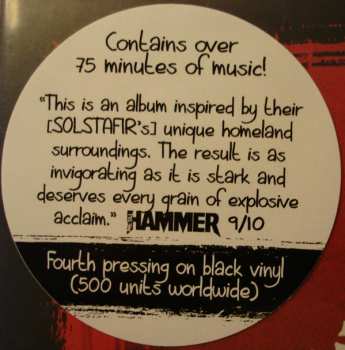 Contains over
75 minutes of music!
"This is an album inspired by their
[SOLSTAFIR's] unique homeland
surroundings. The result is as
invigorating as it is stark and
deserves every grain of explosive
acclaim." HAMMER 9/10
Fourth pressing on black vinyl
(500 units worldwide)